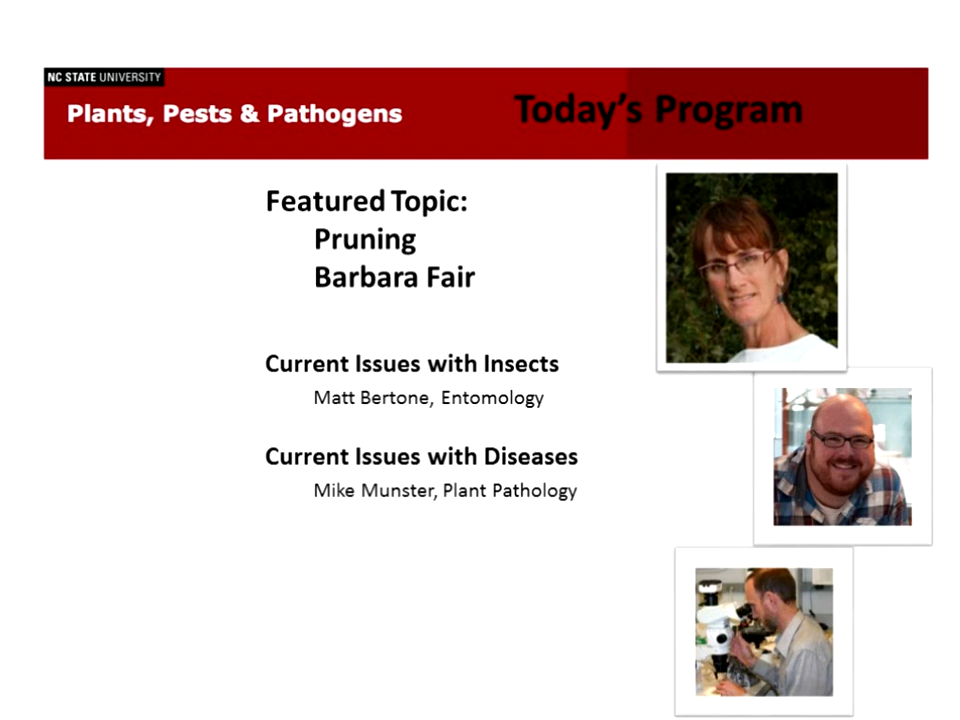 NC STATE UNIVERSITY
Plants, Pests & Pathogens
Today’s Program
Featured Topic:
Pruning
Barbara Fair
Current Issues with Insects
Matt Bertone, Entomology
Current Issues with Diseases
Mike Munster, Plant Pathology